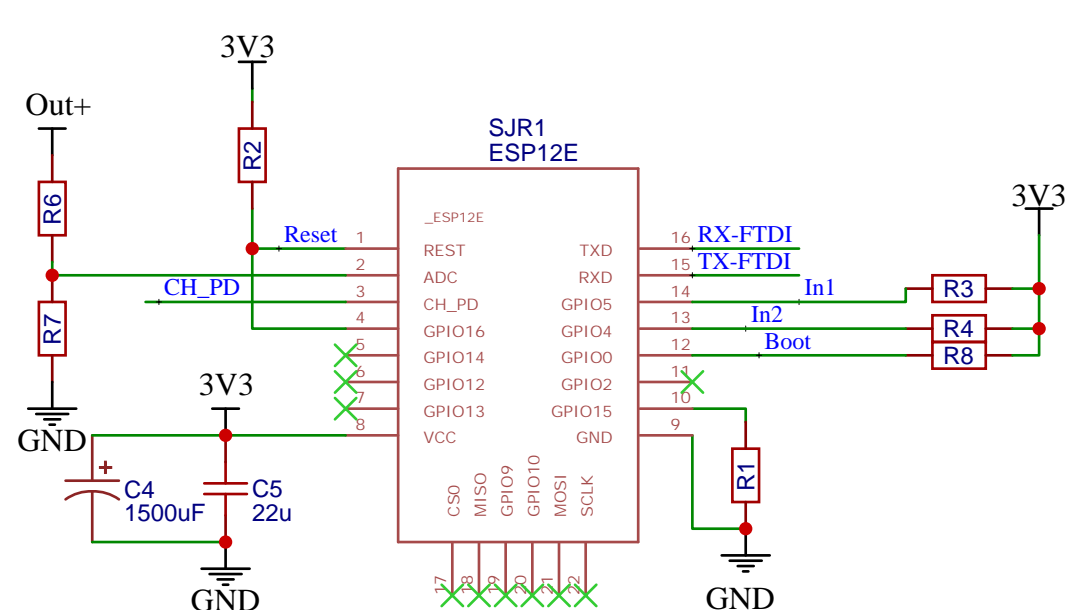 3V3
Out+
R2
R6
R7
GND
SJR1
ESP12E
_ESP12E
Reset
1
REST
2
ADC
CH_PD
3
CH_PD
4
GPIO16
5
GPIO14
6
GPIO12
7
GPIO13
8
VCC
16
RX-FTDI
TXD
15
TX-FTDI
RXD
14
In1
GPIO5
R3
13
In2
GPIO4
R4
12
Boot
GPIO0
R8
11
GPIO2
10
GPIO15
9
GND
3V3
R1
GND
3V3
+
C4
1500uF
C5
22u
GND
CS0
MISO
GPIO9
GPIO10
MOSI
SCLK
17
18
19
20
21
22